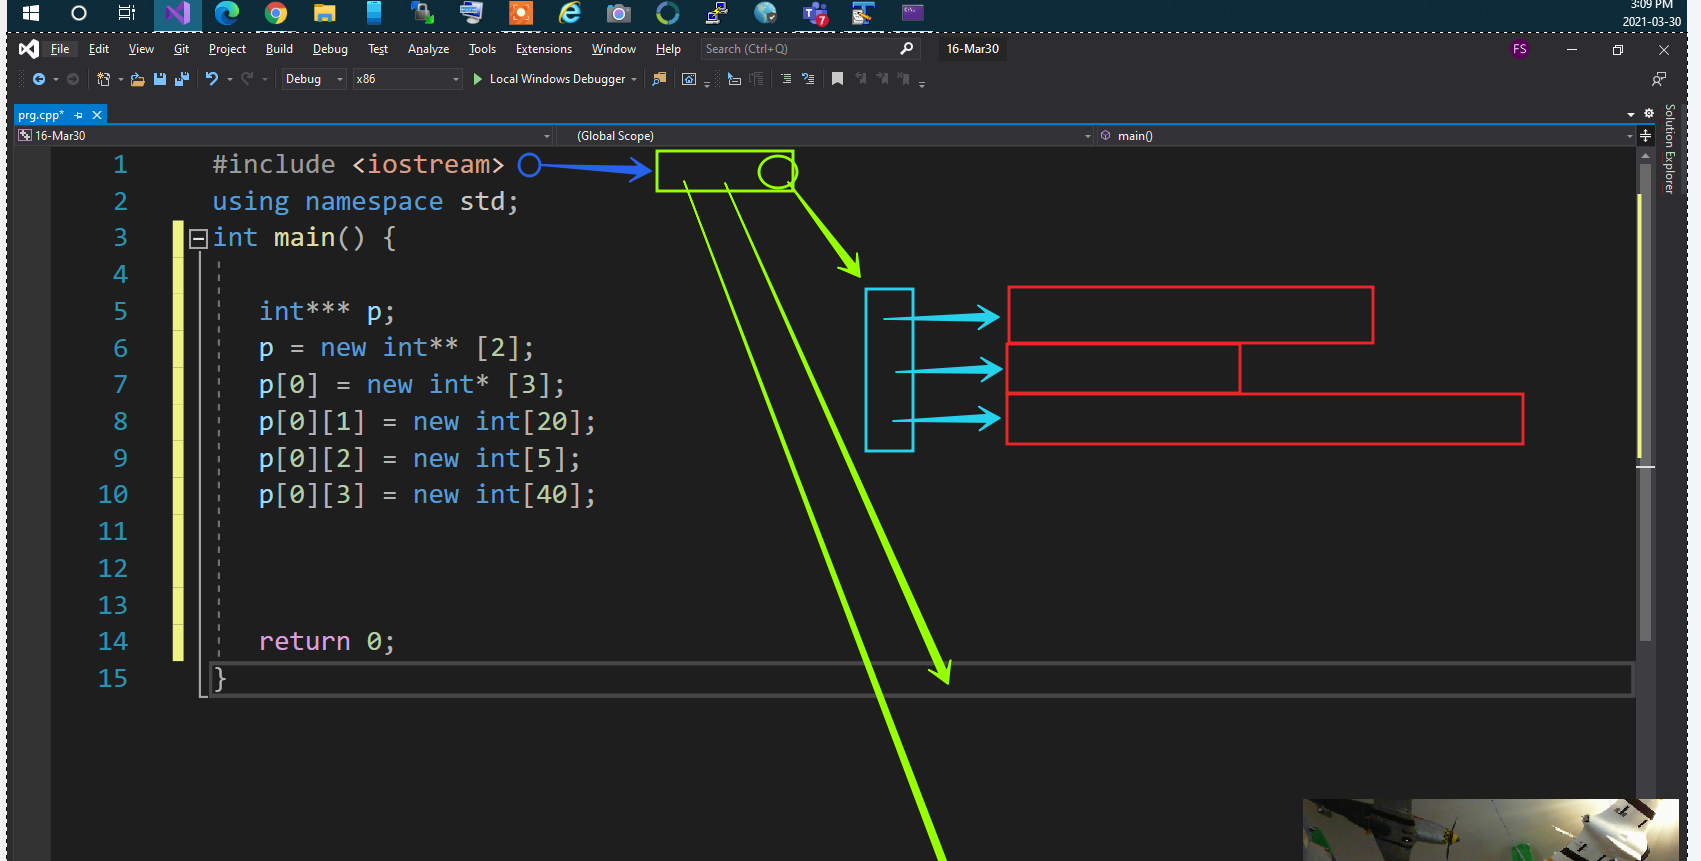 3:09 PM
2021-03-30
7
File Edit View Git Project Build Debug Test Analyze Tools Extensions Window Help Search (Ctrl+Q) 16-Mar30 FS
Debug x86 Local Windows Debugger
prg.cpp*
16-Mar30 (Global Scope) main()
Solution Explorer
1 #include <iostream>
2 using namespace std;
3 int main() {
4
5 int*** p;
6 p = new int** [2];
7 p[0] = new int* [3];
8 p[0][1] = new int[20];
9 p[0][2] = new int[5];
10 p[0][3] = new int[40];
11
12
13
14 return 0;
15 }